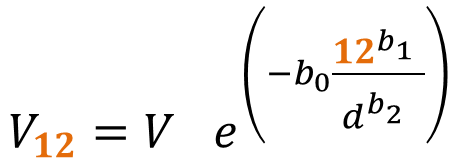 V₁₂ = V e^(−b₀ 12^b₁ / d^b₂)